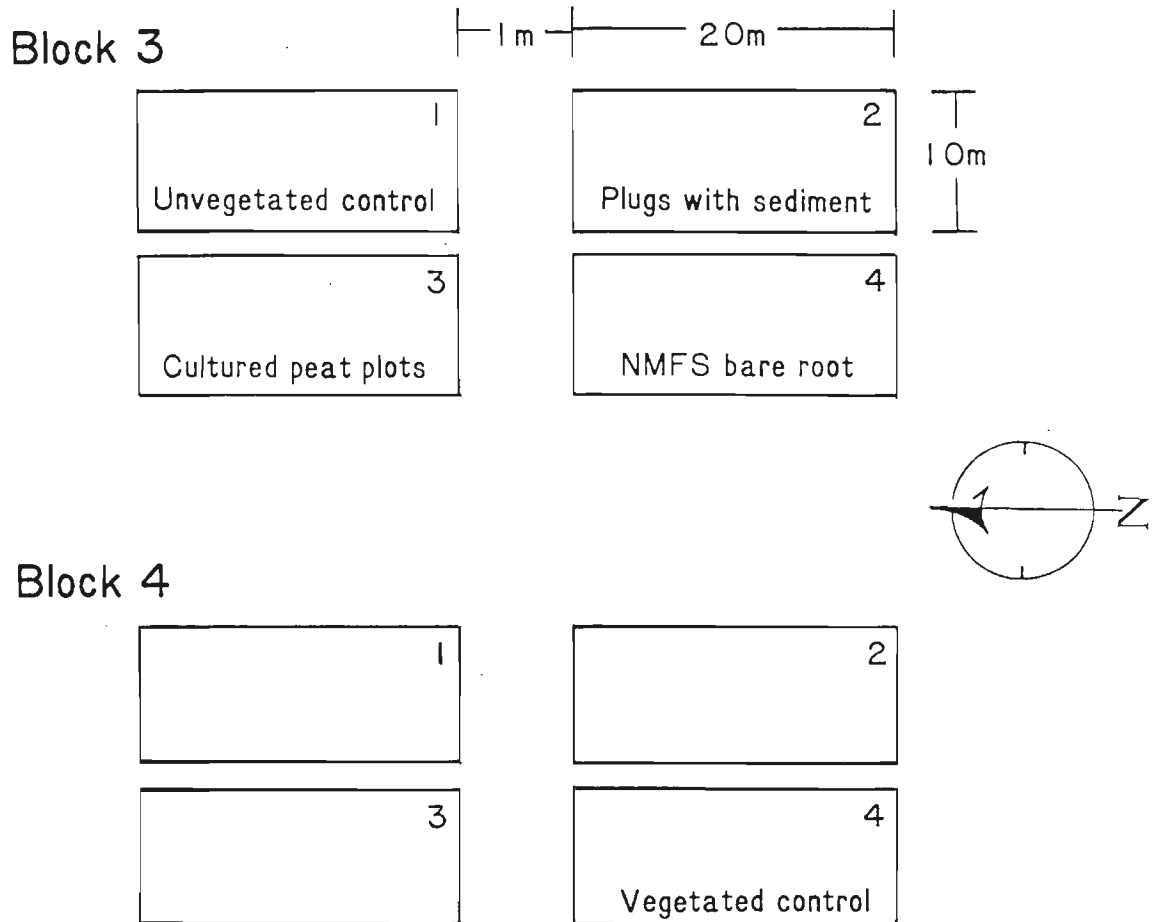 Block 3
1m
20m
1
Unvegetated control
2
Plugs with sediment
10m
3
Cultured peat plots
4
NMFS bare root
N
Block 4
1
2
3
4
Vegetated control